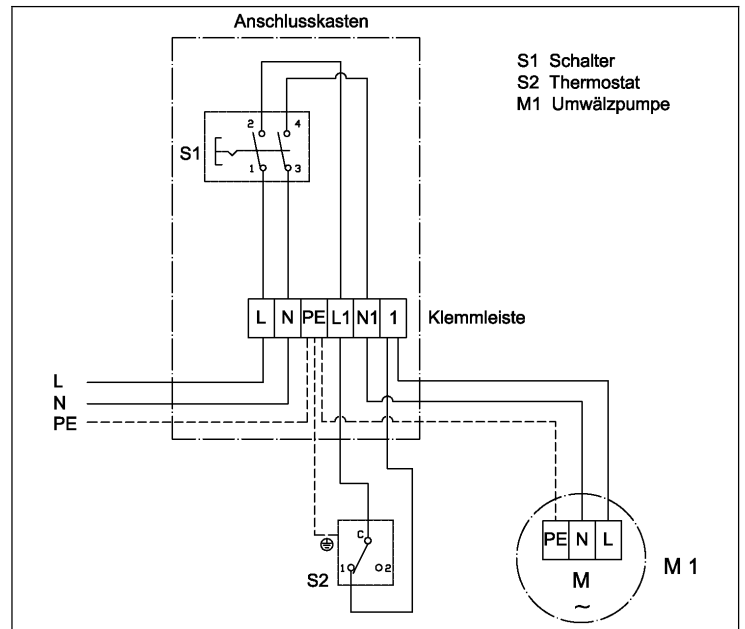 Anschlusskasten
S1 Schalter
S2 Thermostat
M1 Umwälzpumpe
2 4
S1
1 3
L N PE L1 N1 1 Klemmleiste
L
N
PE
C
1 2
S2
PE N L
M 1
M
~